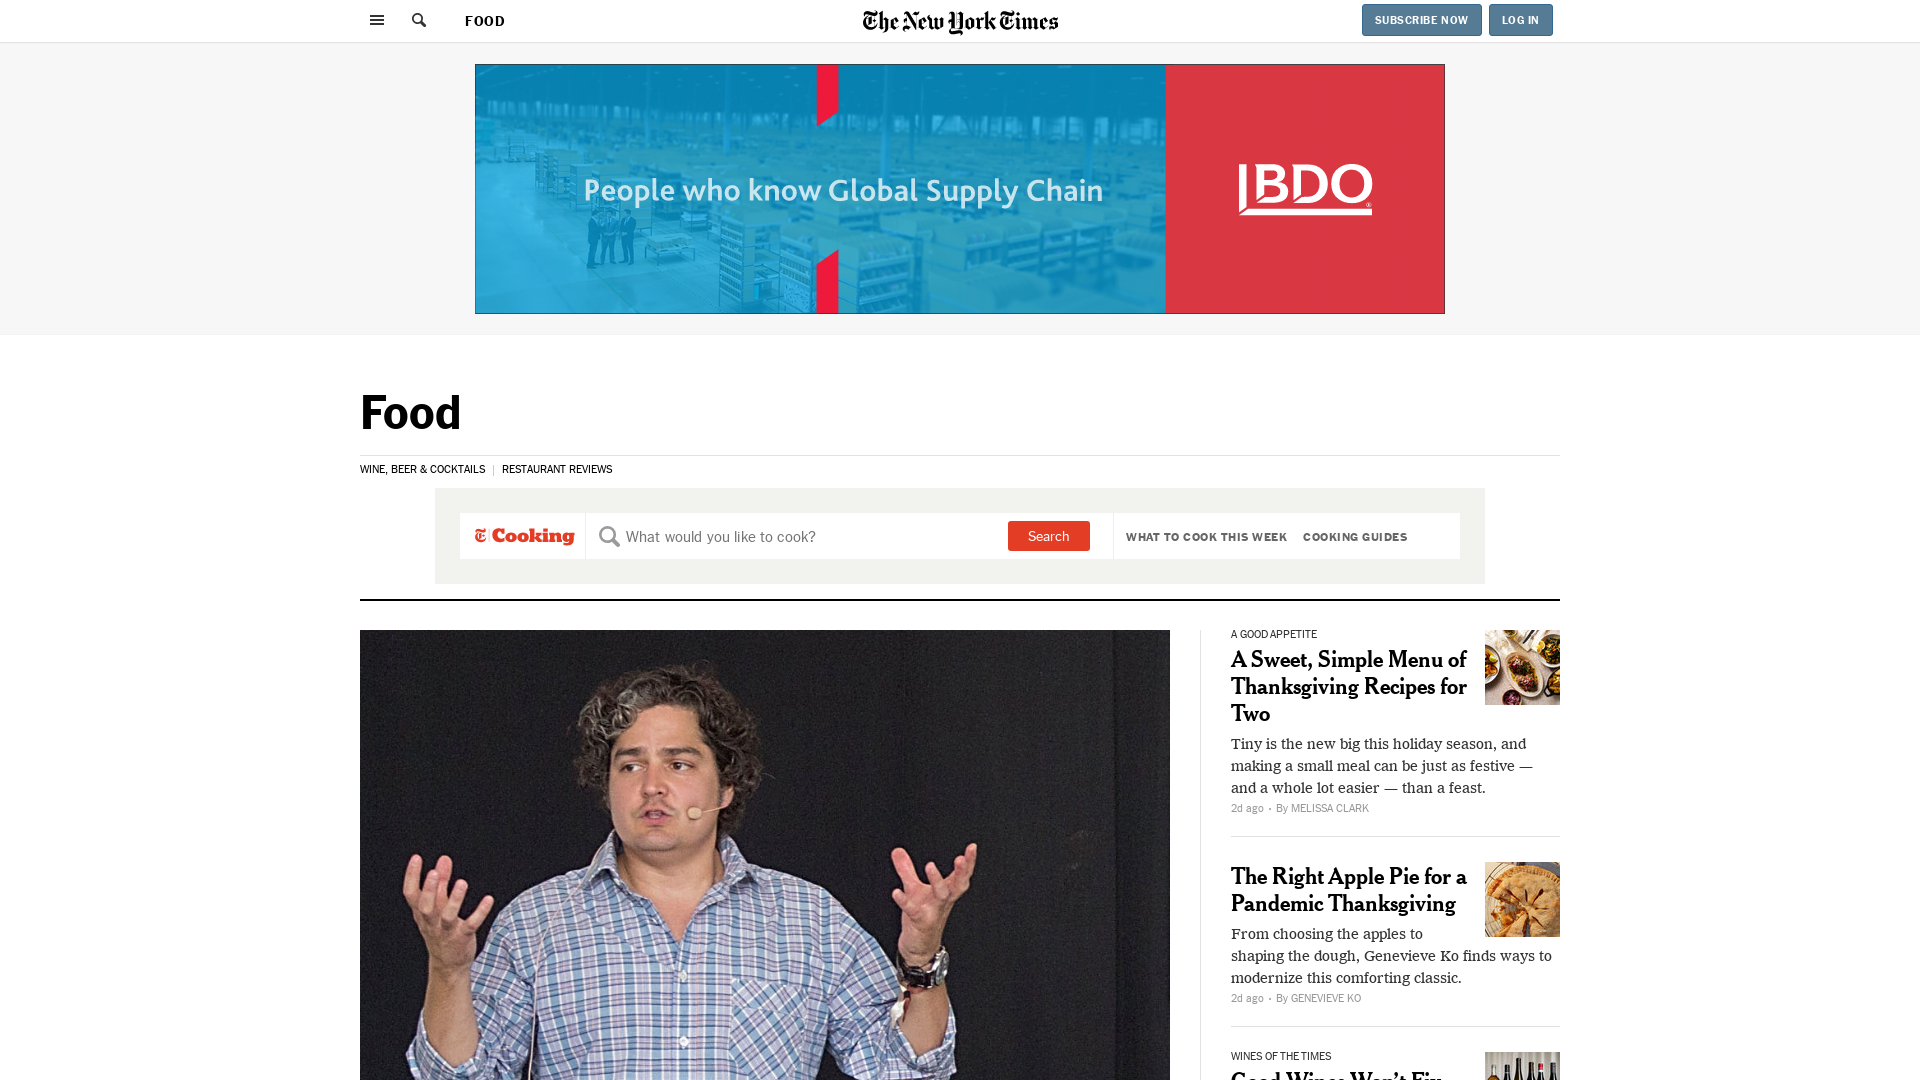 FOOD
The New York Times
SUBSCRIBE NOW
LOG IN
People who know Global Supply Chain
BDO
Food
WINE, BEER & COCKTAILS
RESTAURANT REVIEWS
Cooking
What would you like to cook?
Search
WHAT TO COOK THIS WEEK
COOKING GUIDES
A GOOD APPETITE
A Sweet, Simple Menu of
Thanksgiving Recipes for
Two
Tiny is the new big this holiday season, and
making a small meal can be just as festive —
and a whole lot easier — than a feast.
2d ago • By MELISSA CLARK
The Right Apple Pie for a
Pandemic Thanksgiving
From choosing the apples to
shaping the dough, Genevieve Ko finds ways to
modernize this comforting classic.
2d ago • By GENEVIEVE KO
WINES OF THE TIMES
Good Wines Won't Fix